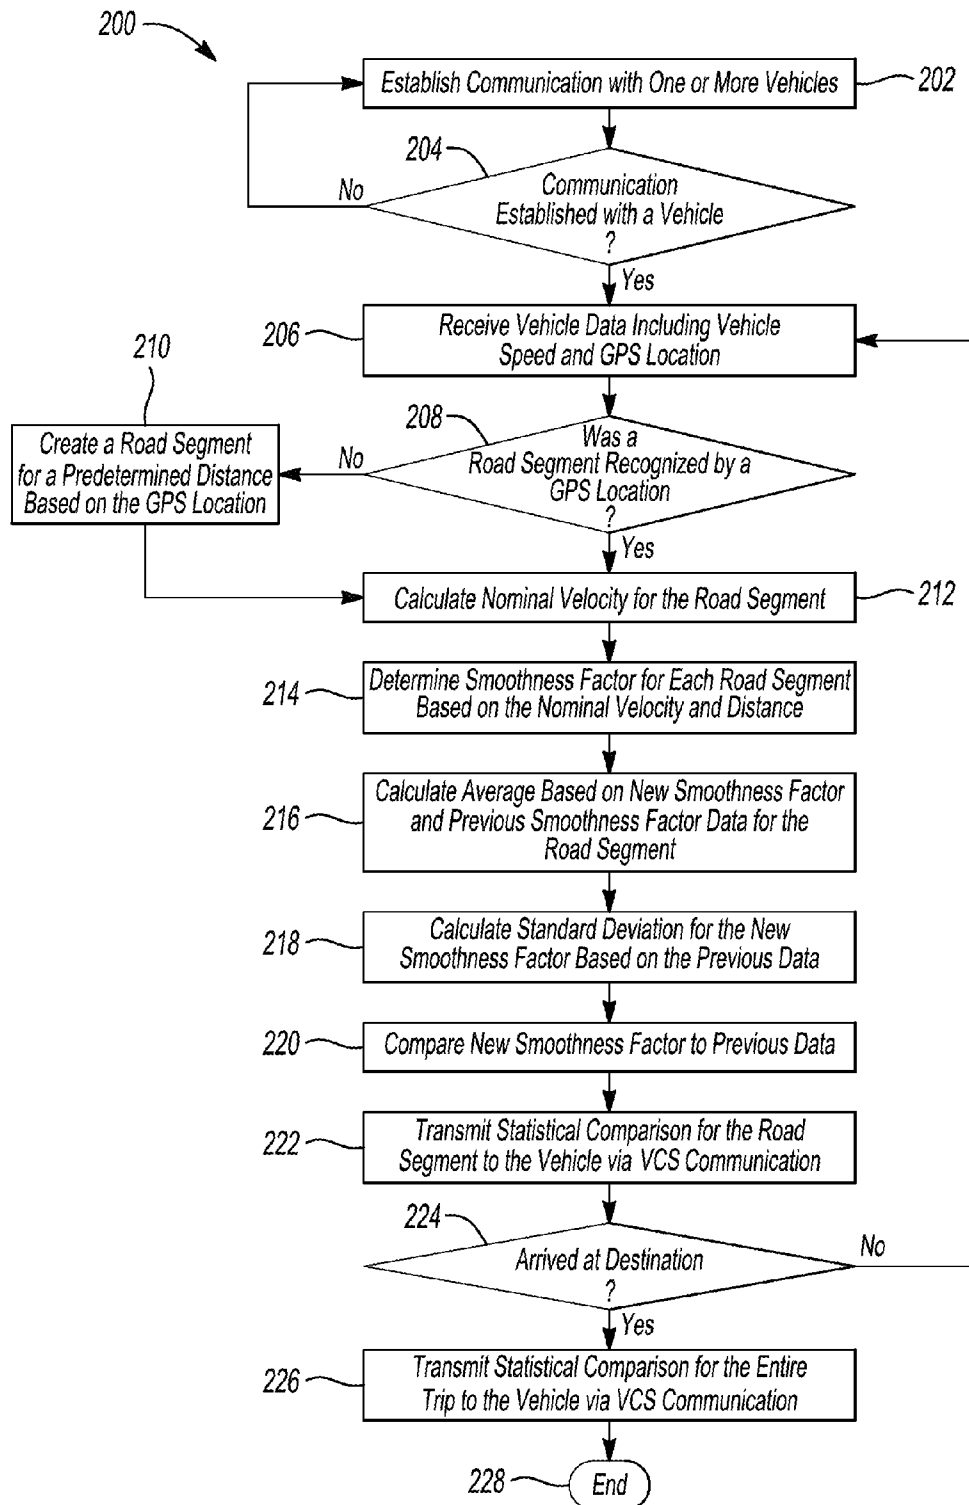 200
Establish Communication with One or More Vehicles
202
204
No
Communication
Established with a Vehicle
?
Yes
206
Receive Vehicle Data Including Vehicle
Speed and GPS Location
210
Create a Road Segment
for a Predetermined Distance
Based on the GPS Location
208
No
Was a
Road Segment Recognized by a
GPS Location
?
Yes
Calculate Nominal Velocity for the Road Segment
212
214
Determine Smoothness Factor for Each Road Segment
Based on the Nominal Velocity and Distance
216
Calculate Average Based on New Smoothness Factor
and Previous Smoothness Factor Data for the
Road Segment
218
Calculate Standard Deviation for the New
Smoothness Factor Based on the Previous Data
220
Compare New Smoothness Factor to Previous Data
222
Transmit Statistical Comparison for the Road
Segment to the Vehicle via VCS Communication
224
Arrived at Destination
?
No
Yes
226
Transmit Statistical Comparison for the Entire
Trip to the Vehicle via VCS Communication
228
End